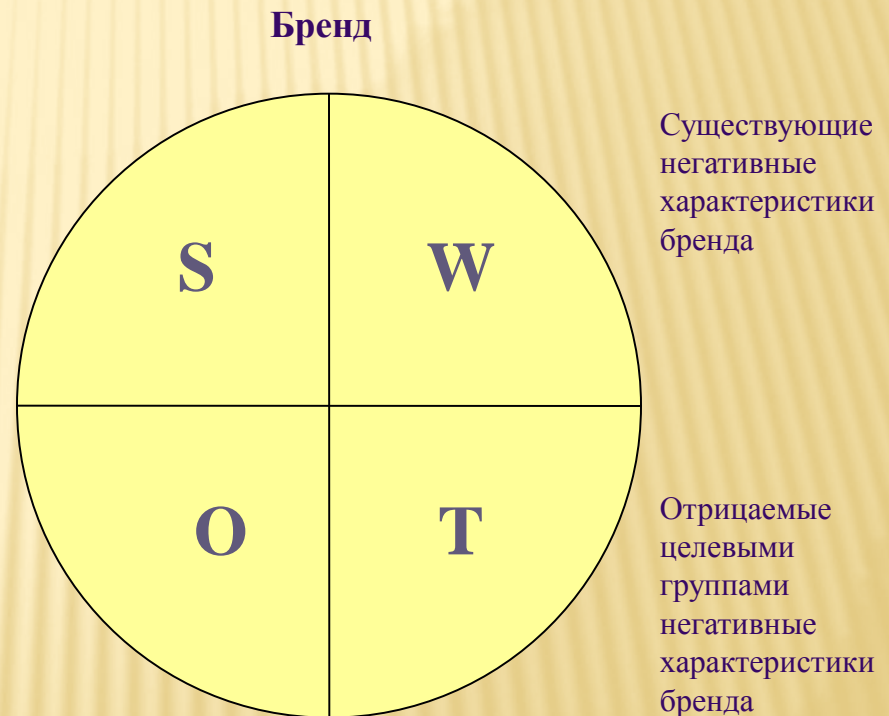 Бренд
S
W
Существующие
негативные
характеристики
бренда
O
T
Отрицаемые
целевыми
группами
негативные
характеристики
бренда